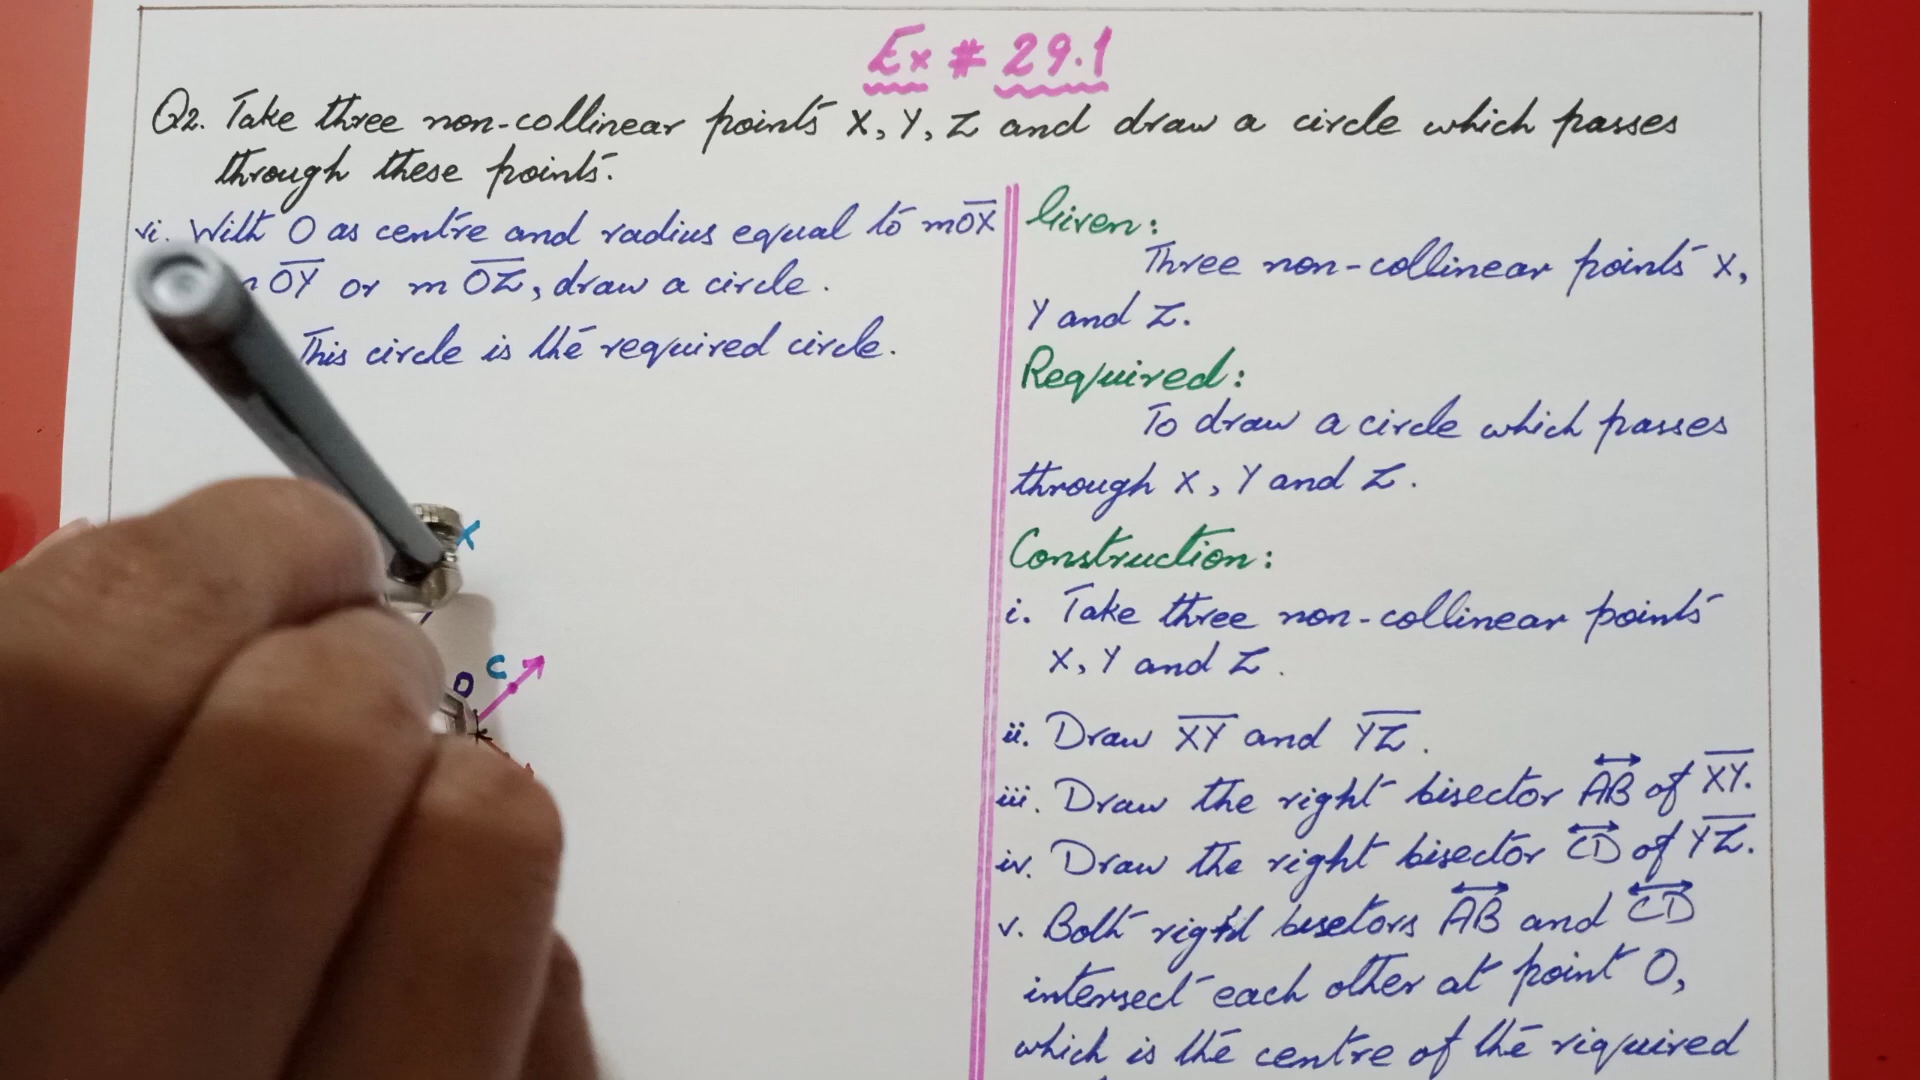 Ex # 29.1
Q2. Take three non-collinear points X, Y, Z and draw a circle which passes
through these points.
vi. With O as centre and radius equal to mOX
OY or m OZ, draw a circle.
This circle is the required circle.
X
C
O
Given:
Three non-collinear points X,
Y and Z.
Required:
To draw a circle which passes
through X, Y and Z.
Construction:
i. Take three non-collinear points
X, Y and Z.
ii. Draw XY and YZ.
iii. Draw the right bisector AB of XY.
iv. Draw the right bisector CD of YZ.
v. Both right bisetors AB and CD
intersect each other at point O,
which is the centre of the riquired